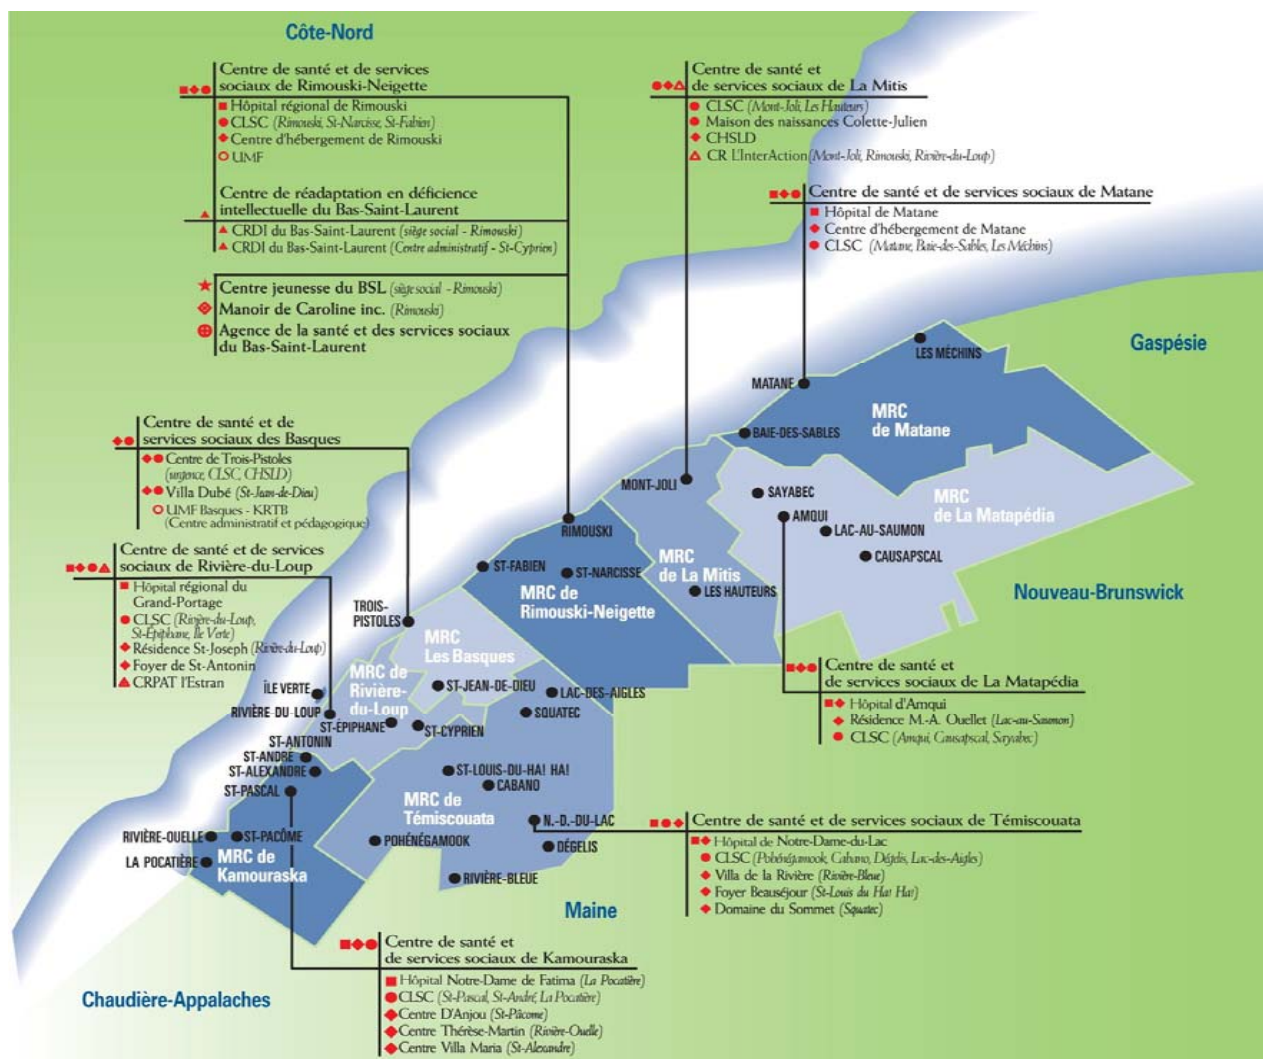 Côte-Nord
Centre de santé et de services
sociaux de Rimouski-Neigette
Hôpital régional de Rimouski
CLSC (Rimouski, St-Narcisse, St-Fabien)
Centre d'hébergement de Rimouski
UMF
Centre de réadaptation en déficience
intellectuelle du Bas-Saint-Laurent
CRDI du Bas-Saint-Laurent (siège social - Rimouski)
CRDI du Bas-Saint-Laurent (Centre administratif - St-Cyprien)
Centre jeunesse du BSL (siège social - Rimouski)
Manoir de Caroline inc. (Rimouski)
Agence de la santé et des services sociaux
du Bas-Saint-Laurent
Centre de santé et
de services sociaux de La Mitis
CLSC (Mont-Joli, Les Hauteurs)
Maison des naissances Colette-Julien
CHSLD
CR L'InterAction (Mont-Joli, Rimouski, Rivière-du-Loup)
Centre de santé et de services sociaux de Matane
Hôpital de Matane
Centre d'hébergement de Matane
CLSC (Matane, Baie-des-Sables, Les Méchins)
Gaspésie
LES MÉCHINS
MATANE
MRC
de Matane
BAIE-DES-SABLES
Centre de santé et de
services sociaux des Basques
Centre de Trois-Pistoles
(urgence, CLSC, CHSLD)
Villa Dubé (St-Jean-de-Dieu)
UMF Basques - KRTB
(Centre administratif et pédagogique)
MONT-JOLI
SAYABEC
AMQUI
MRC
de La Matapédia
LAC-AU-SAUMON
CAUSAPSCAL
RIMOUSKI
ST-FABIEN
ST-NARCISSE
MRC de
Rimouski-Neigette
MRC
de La Mitis
LES HAUTEURS
Nouveau-Brunswick
Centre de santé et de services
sociaux de Rivière-du-Loup
Hôpital régional du
Grand-Portage
CLSC (Rivière-du-Loup,
St-Épiphane, Île Verte)
Résidence St-Joseph (Rivière-du-Loup)
Foyer de St-Antonin
CRPAT l'Estran
TROIS-
PISTOLES
MRC
Les Basques
MRC de
Rivière-
du-Loup
ST-JEAN-DE-DIEU
LAC-DES-AIGLES
SQUATEC
ÎLE VERTE
RIVIÈRE DU LOUP
ST-ÉPIPHANE
ST-CYPRIEN
ST-ANTONIN
ST-ANDRÉ
ST-ALEXANDRE
ST-PASCAL
ST-LOUIS-DU-HA! HA!
CABANO
MRC de
Témiscouata
N.-D.-DU-LAC
POHÉNÉGAMOOK
DÉGELIS
RIVIÈRE-BLEUE
RIVIÈRE-OUELLE
ST-PACÔME
LA POCATIÈRE
MRC de
Kamouraska
Centre de santé et
de services sociaux de La Matapédia
Hôpital d'Amqui
Résidence M.-A. Ouellet (Lac-au-Saumon)
CLSC (Amqui, Causapscal, Sayabec)
Centre de santé et de services sociaux de Témiscouata
Hôpital de Notre-Dame-du-Lac
CLSC (Pohénégamook, Cabano, Dégelis, Lac-des-Aigles)
Villa de la Rivière (Rivière-Bleue)
Foyer Beauséjour (St-Louis du Ha! Ha!)
Domaine du Sommet (Squatec)
Maine
Centre de santé et
de services sociaux de Kamouraska
Hôpital Notre-Dame de Fatima (La Pocatière)
CLSC (St-Pascal, St-André, La Pocatière)
Centre D'Anjou (St-Pâcome)
Centre Thérèse-Martin (Rivière-Ouelle)
Centre Villa Maria (St-Alexandre)
Chaudière-Appalaches